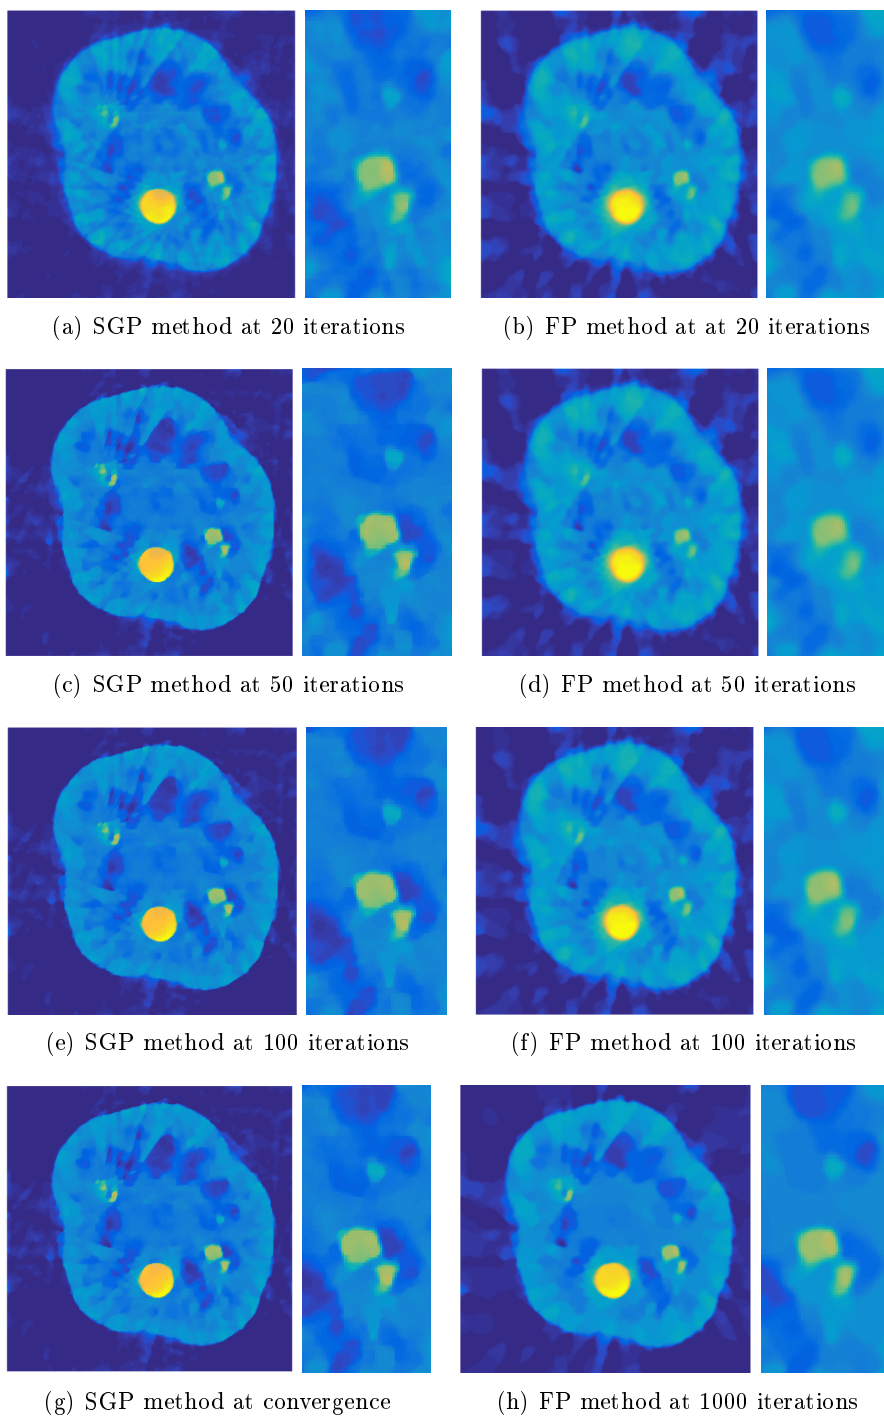 (a) SGP method at 20 iterations
(b) FP method at at 20 iterations
(c) SGP method at 50 iterations
(d) FP method at 50 iterations
(e) SGP method at 100 iterations
(f) FP method at 100 iterations
(g) SGP method at convergence
(h) FP method at 1000 iterations